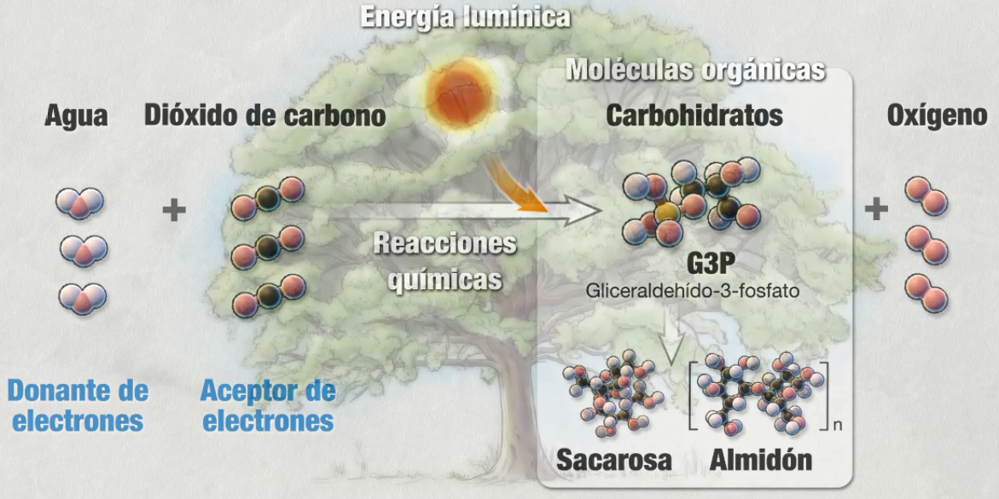 Energía lumínica
Moléculas orgánicas
Agua
Dióxido de carbono
Carbohidratos
Oxígeno
+
+
Reacciones
químicas
G3P
Gliceraldehído-3-fosfato
Donante de
electrones
Aceptor de
electrones
n
Sacarosa
Almidón